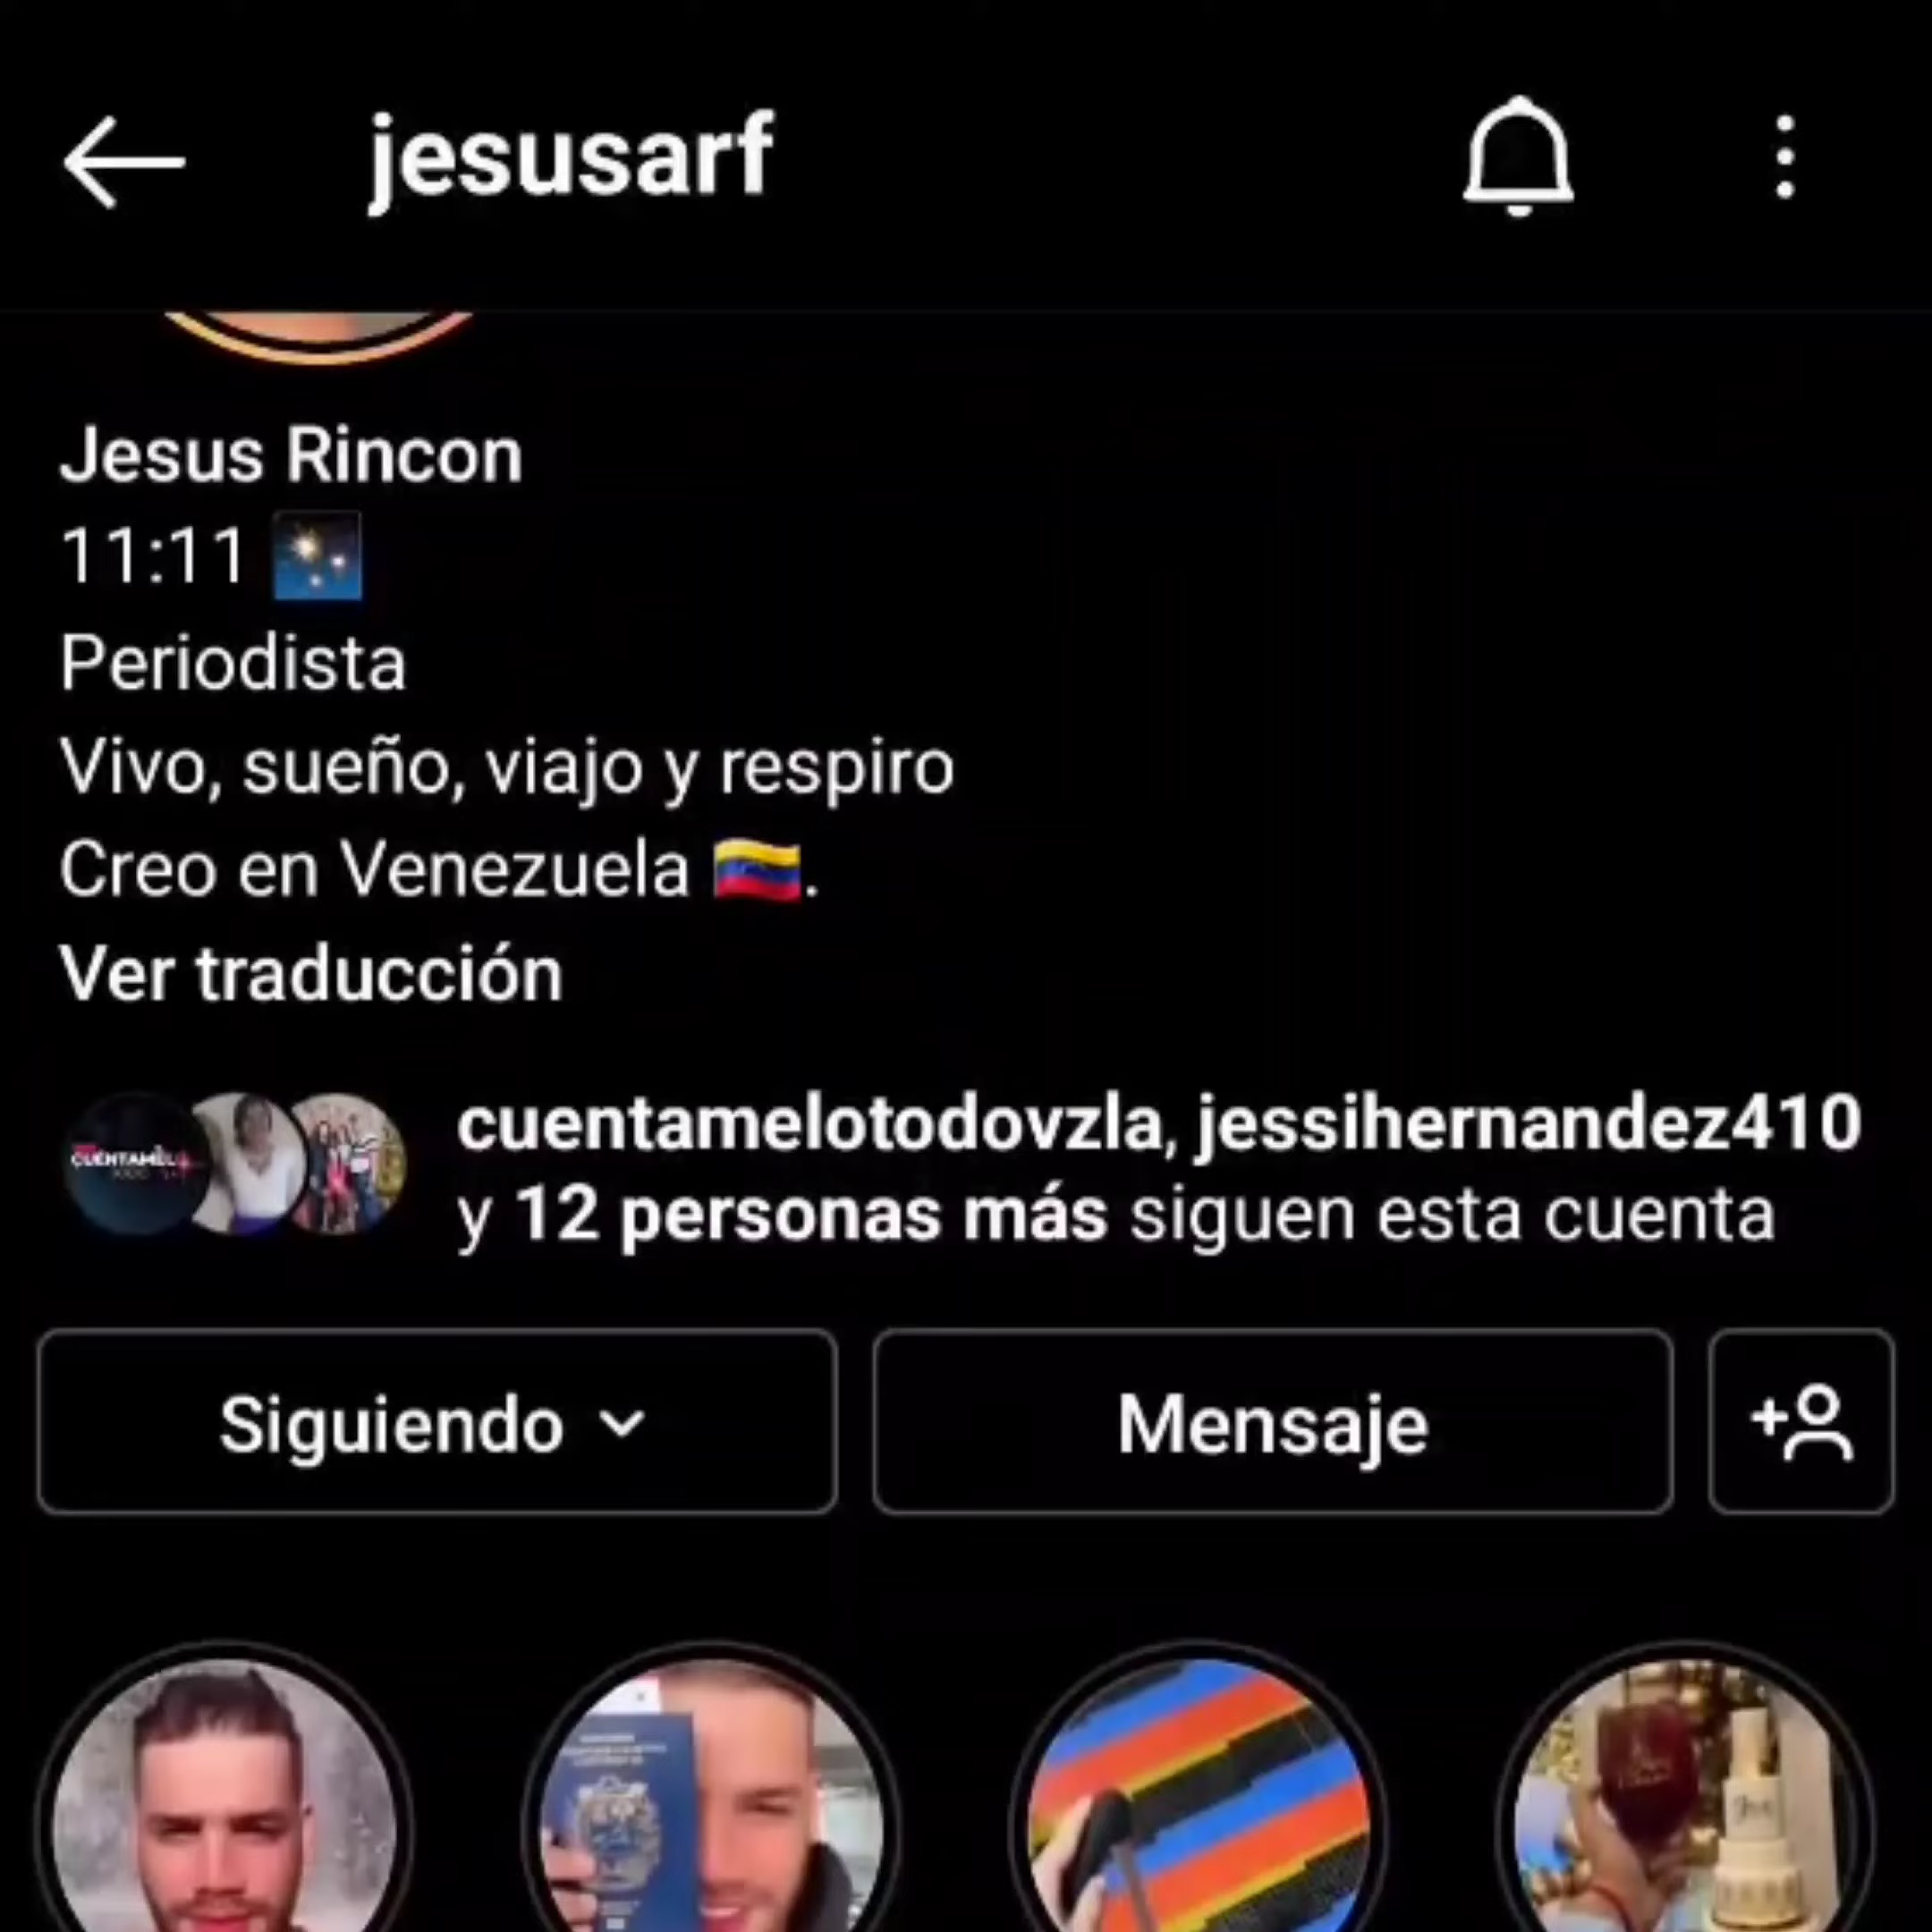 jesusarf
Jesus Rincon
11:11
Periodista
Vivo, sueño, viajo y respiro
Creo en Venezuela 🇻🇪.
Ver traducción
cuentamelotodovzla, jessihernandez410
y 12 personas más siguen esta cuenta
Siguiendo
Mensaje